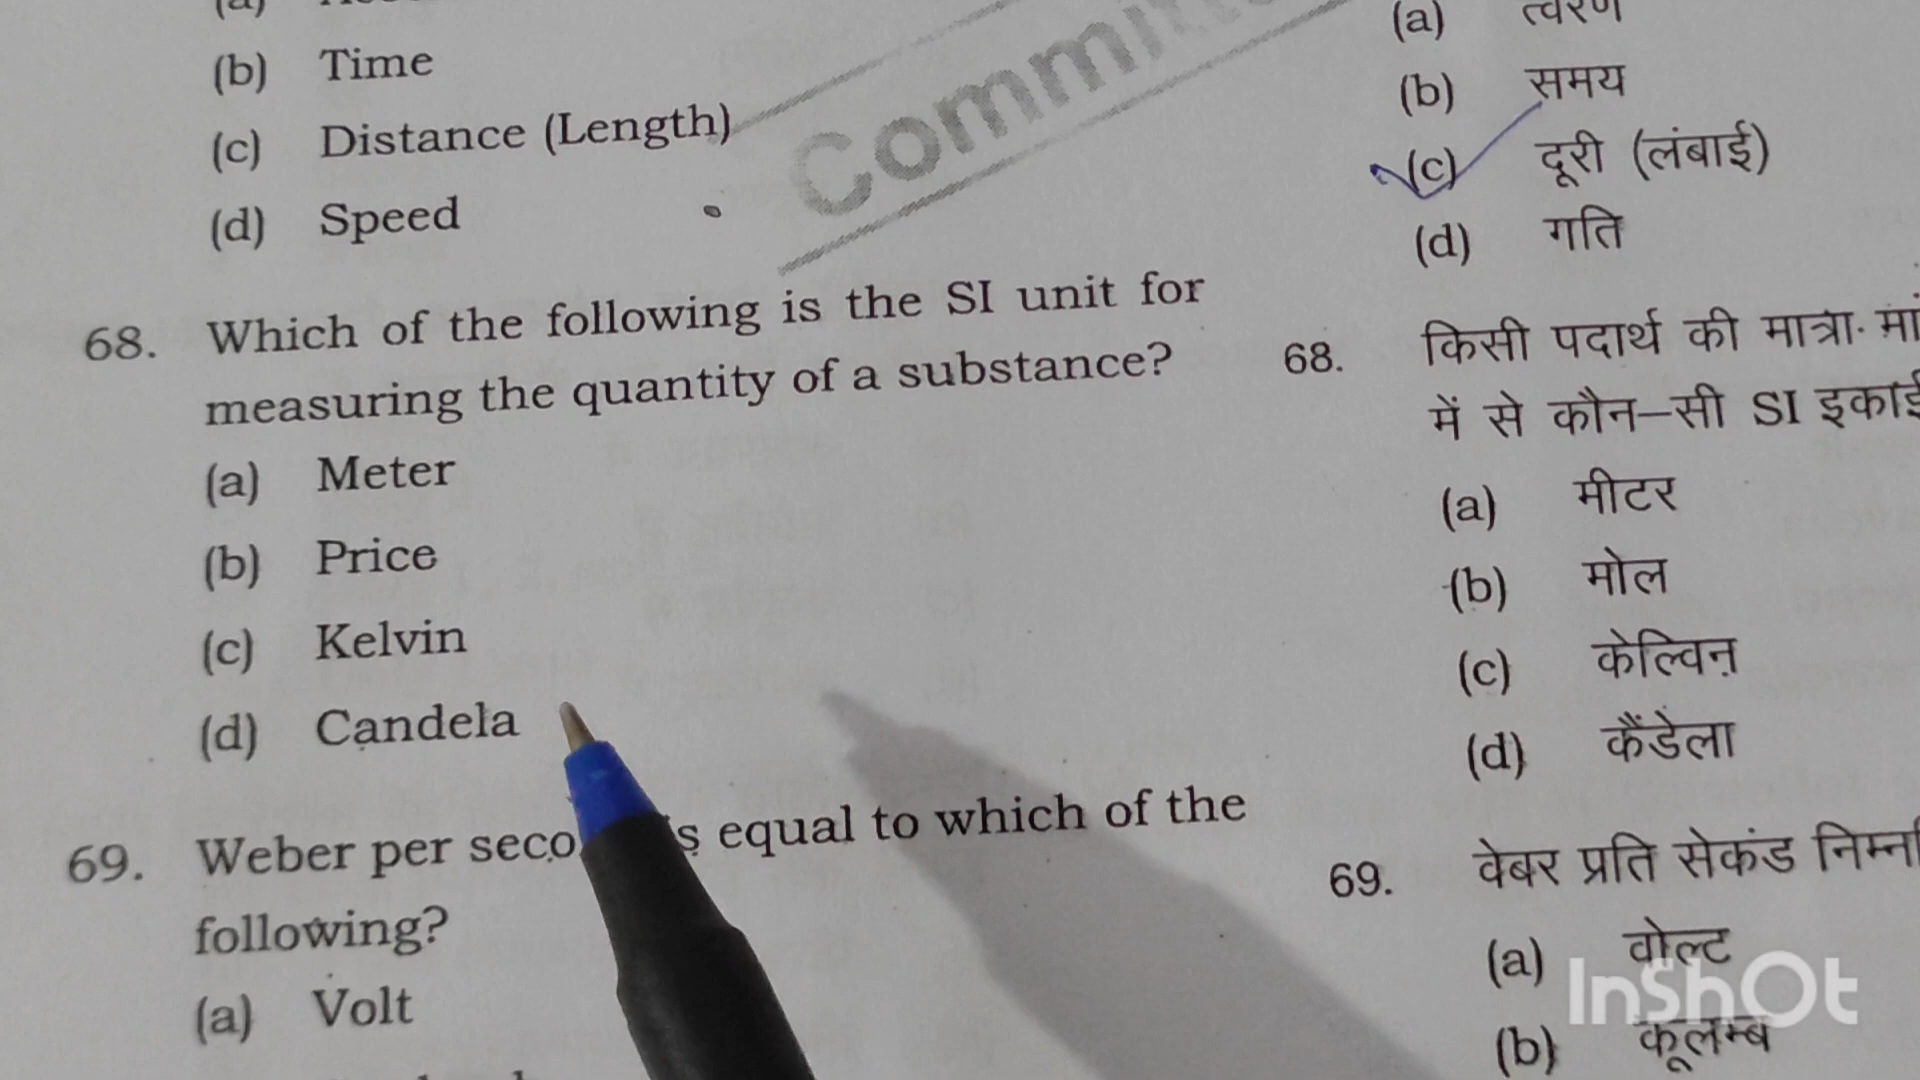 (b) Time
(c) Distance (Length)
(d) Speed
68. Which of the following is the SI unit for
measuring the quantity of a substance?
(a) Meter
(b) Price
(c) Kelvin
(d) Candela
69. Weber per seco s equal to which of the
following?
(a) Volt
Committ
(a) त्वरण
(b) समय
(c) दूरी (लंबाई)
(d) गति
68. किसी पदार्थ की मात्रा
में से कौन–सी SI इकाई
(a) मीटर
(b) मोल
(c) केल्विन
(d) कैंडेला
69. वेबर प्रति सेकंड
(a) वोल्ट
(b) कूलम्ब
InShOt